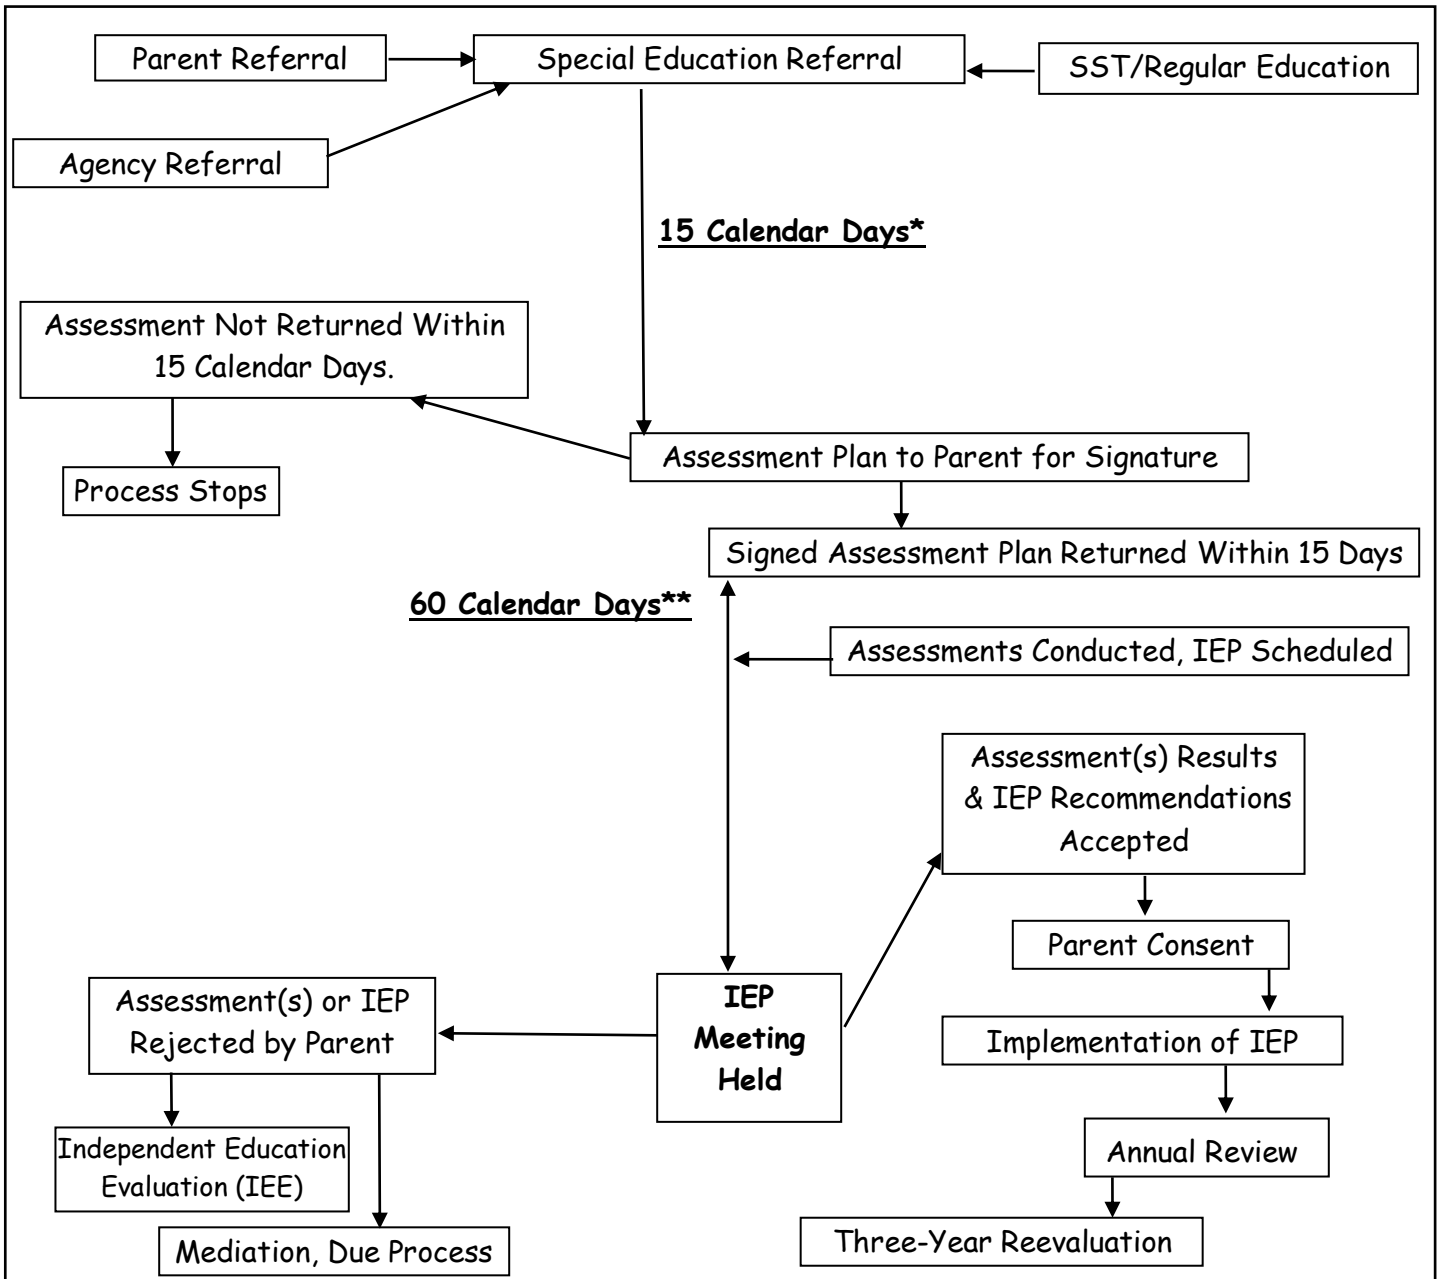 Parent Referral
Special Education Referral
SST/Regular Education
Agency Referral
15 Calendar Days*
Assessment Not Returned Within
15 Calendar Days.
Assessment Plan to Parent for Signature
Process Stops
Signed Assessment Plan Returned Within 15 Days
60 Calendar Days**
Assessments Conducted, IEP Scheduled
Assessment(s) Results
& IEP Recommendations
Accepted
Parent Consent
IEP
Meeting
Held
Assessment(s) or IEP
Rejected by Parent
Implementation of IEP
Independent Education
Evaluation (IEE)
Annual Review
Mediation, Due Process
Three-Year Reevaluation